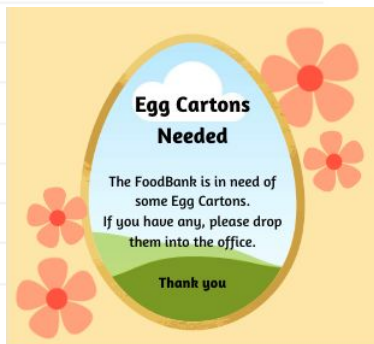 Egg Cartons
Needed
The FoodBank is in need of
some Egg Cartons.
If you have any, please drop
them into the office.
Thank you